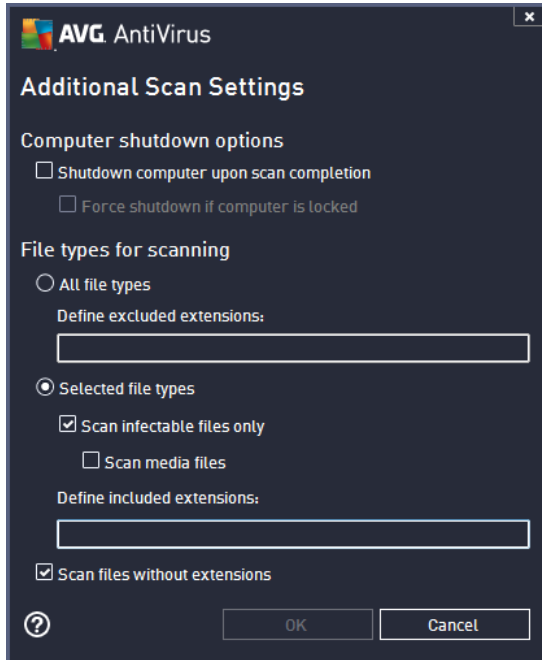 AVG AntiVirus
Additional Scan Settings
Computer shutdown options
Shutdown computer upon scan completion
Force shutdown if computer is locked
File types for scanning
All file types
Define excluded extensions:
Selected file types
Scan infectable files only
Scan media files
Define included extensions:
Scan files without extensions
? OK Cancel